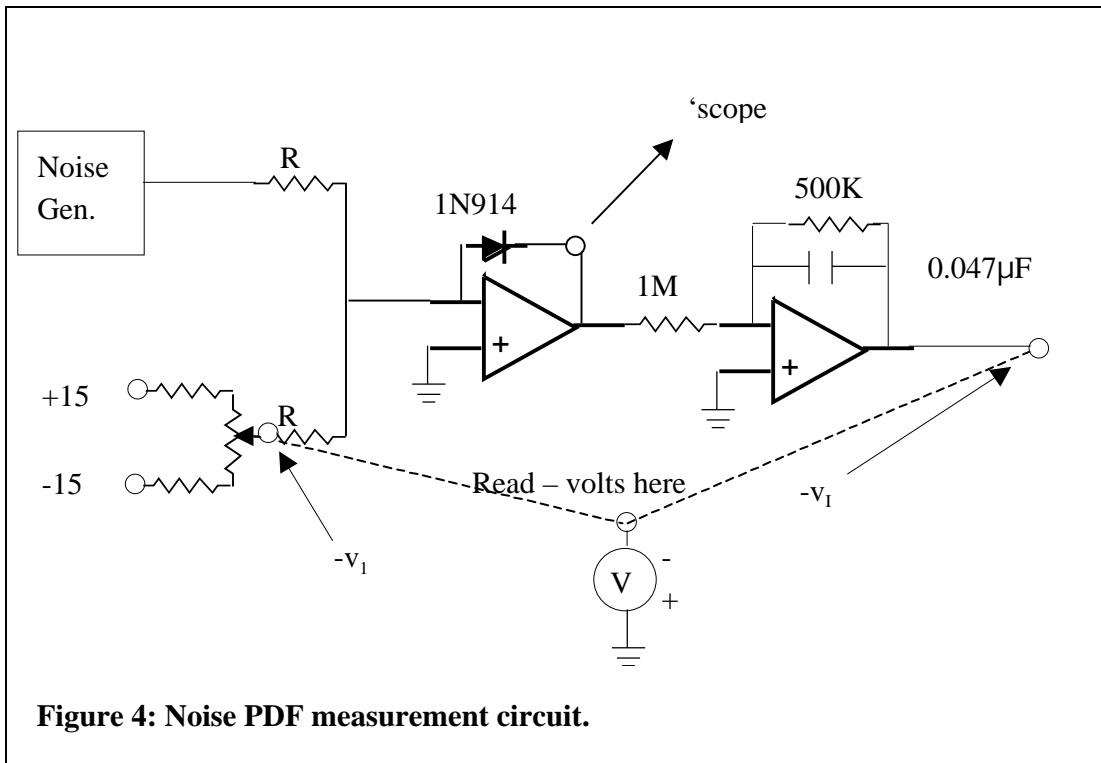 ‘scope
Noise
Gen.
R
1N914
500K
0.047µF
1M
+
+
+15
R
-15
Read – volts here
-v1
-vI
-
V
+
Figure 4: Noise PDF measurement circuit.